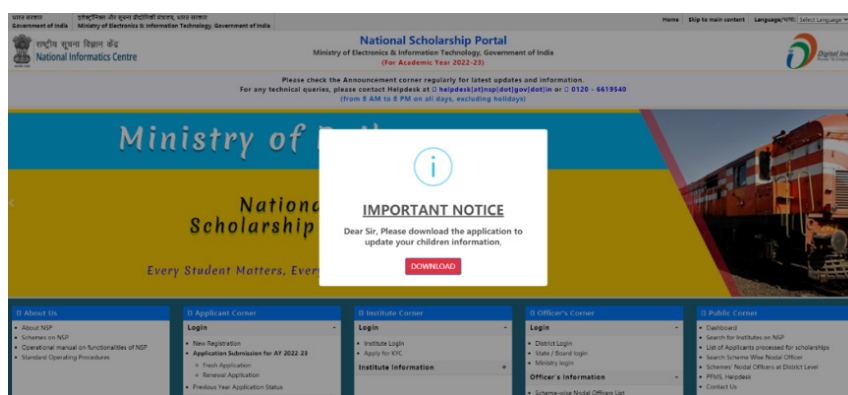 भारत सरकार
Government of India
इलेक्ट्रॉनिक्स और सूचना प्रौद्योगिकी मंत्रालय, भारत सरकार
Ministry of Electronics & Information Technology, Government of India
Home
Skip to main content
Language/भाषा: Select Language
राष्ट्रीय सूचना विज्ञान केंद्र
National Informatics Centre
National Scholarship Portal
Ministry of Electronics & Information Technology, Government of India
(For Academic Year 2022-23)
Digital Ind
Please check the Announcement corner regularly for latest updates and information.
For any technical queries, please contact Helpdesk at helpdesk[at]nsp[dot]gov[dot]in or 0120 - 6619540
(from 8 AM to 8 PM on all days, excluding holidays)
Ministry of
Nationa
Scholarship
Every Student Matters, Ever
IMPORTANT NOTICE
Dear Sir, Please download the application to
update your children information,
DOWNLOAD
About Us
About NSP
Schemes on NSP
Operational manual on functionalities of NSP
Standard Operating Procedures
Applicant Corner
Login -
New Registration
Application Submission for AY 2022-23
Fresh Application
Renewal Application
Previous Year Application Status
Institute Corner
Login -
Institute Login
Apply for KYC
Institute Information +
Officer's Corner
Login -
District Login
State / Board login
Ministry login
Officer's Information -
Scheme-wise Nodal Officers List
Public Corner
Dashboard
Search for Institutes on NSP
List of Applicants processed for scholarships
Search Scheme Wise Nodal Officer
Schemes' Nodal Officers at District Level
PFMS, Helpdesk
Contact Us